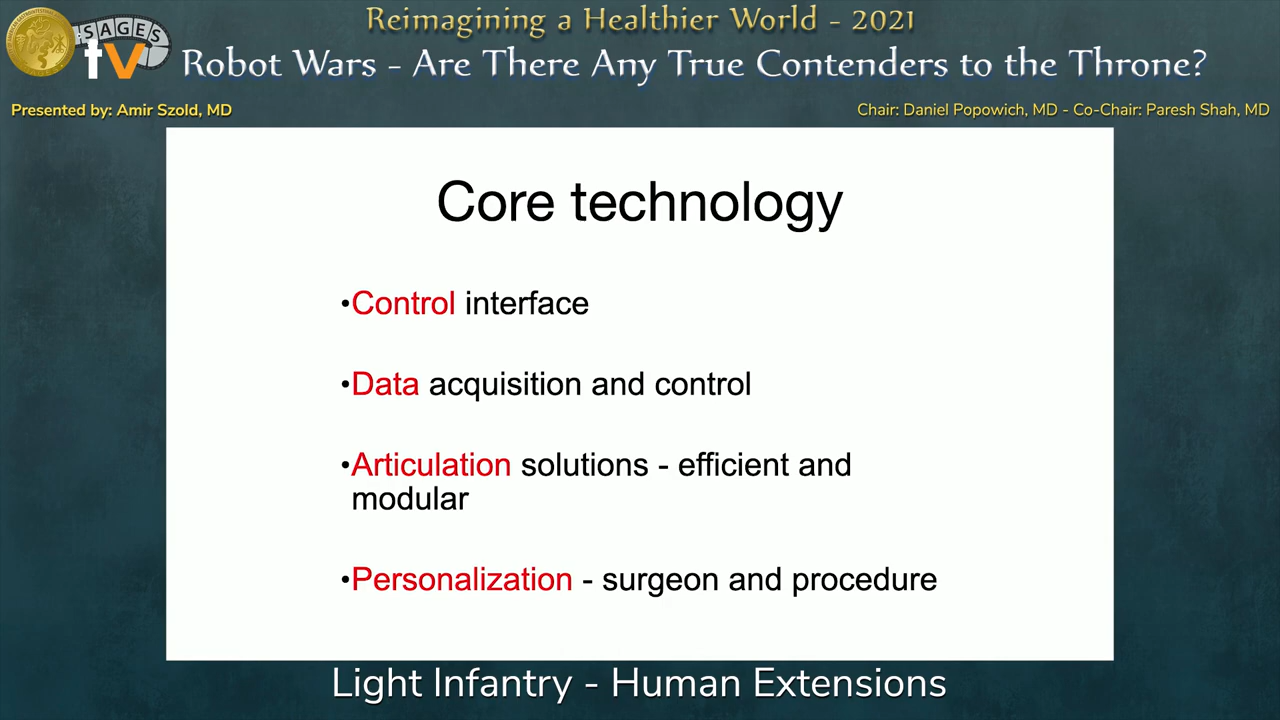 Reimagining a Healthier World - 2021
SAGES
tv
Robot Wars - Are There Any True Contenders to the Throne?
Presented by: Amir Szold, MD
Chair: Daniel Popowich, MD - Co-Chair: Paresh Shah, MD
Core technology
•Control interface
•Data acquisition and control
•Articulation solutions - efficient and
modular
•Personalization - surgeon and procedure
Light Infantry - Human Extensions